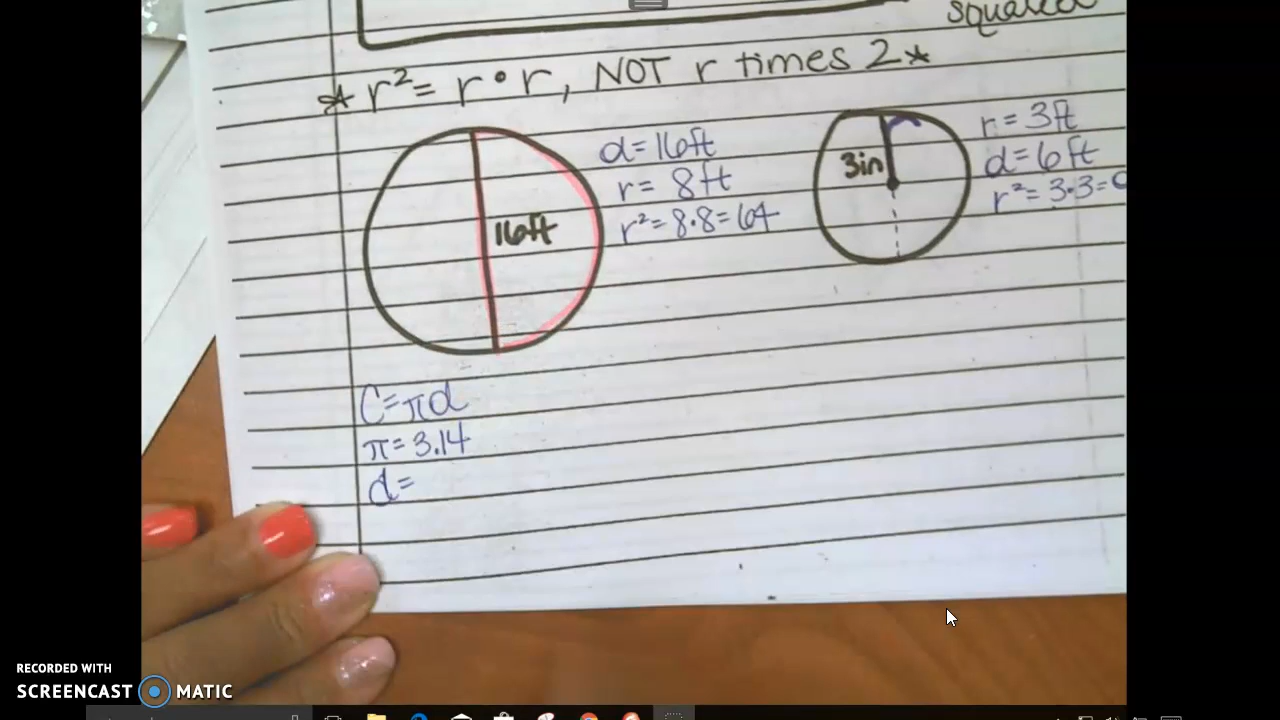 squared
* r² = r • r, NOT r times 2 *
16ft
d = 16ft
r = 8ft
r² = 8·8 = 64
3in
r = 3ft
d = 6ft
r² = 3·3 =
C = πd
π = 3.14
d =
RECORDED WITH
SCREENCAST MATIC